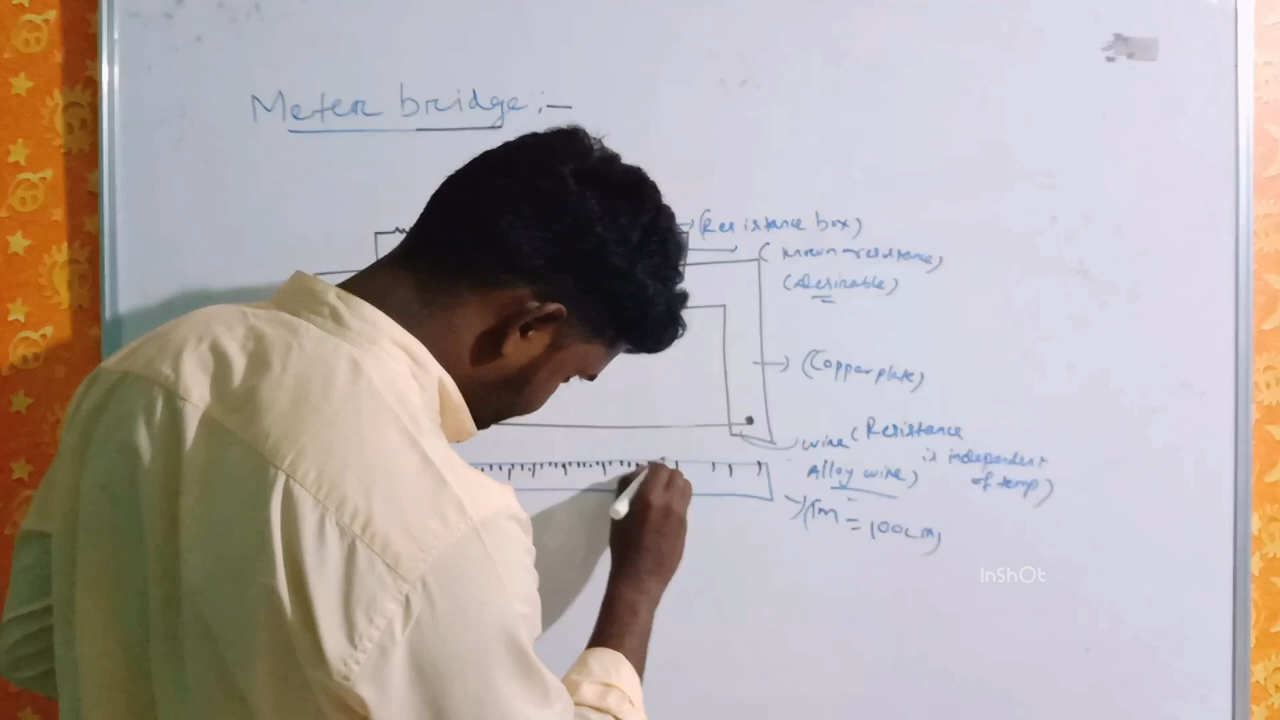 Meter bridge :-
(Resistance box)
(known resistance)
(desirable)
(Copper plate)
wire (Resistance
is independent
Alloy wire)
of temp)
(1m = 100cm)
InShOt